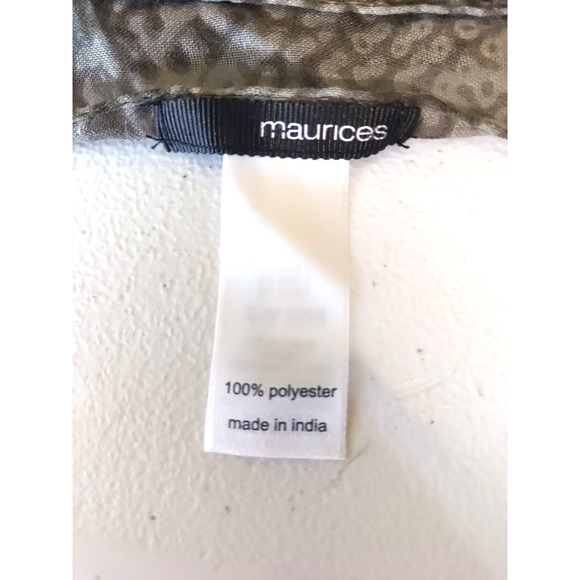 maurices
100% polyester
made in india